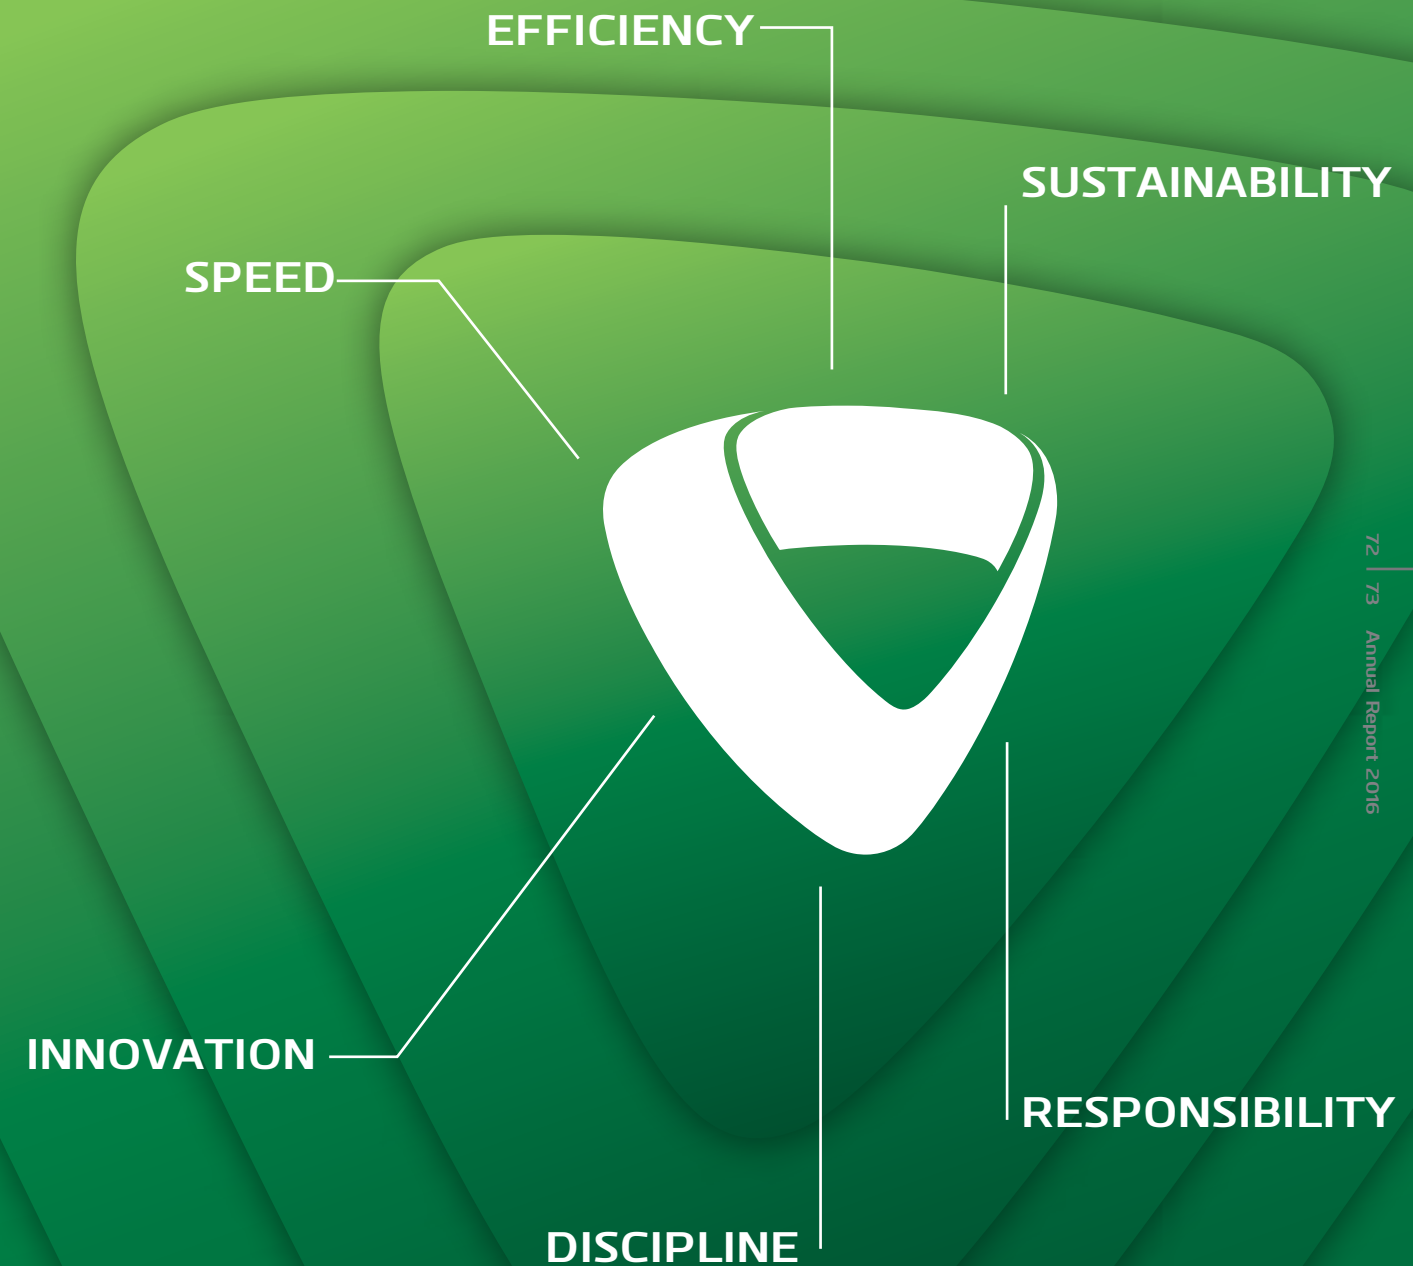 EFFICIENCY
SUSTAINABILITY
SPEED
72 73 Annual Report 2016
INNOVATION
RESPONSIBILITY
DISCIPLINE